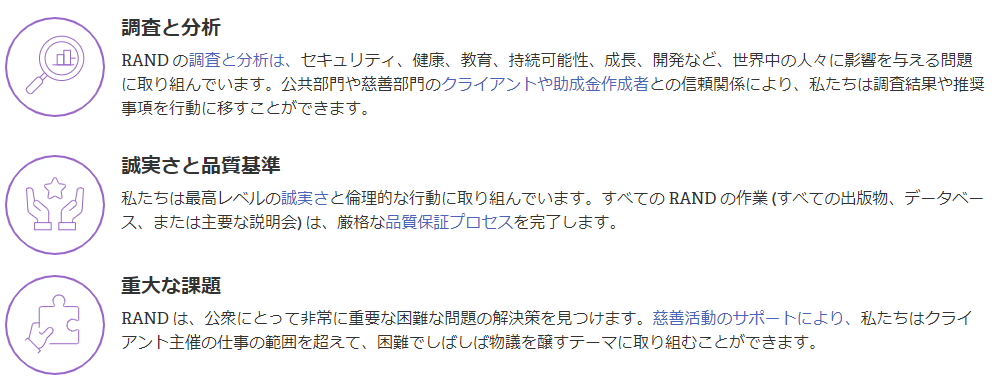 調査と分析
RAND の調査と分析は、セキュリティ、健康、教育、持続可能性、成長、開発など、世界中の人々に影響を与える問題
に取り組んでいます。公共部門や慈善部門のクライアントや助成金作成者との信頼関係により、私たちは調査結果や推奨
事項を行動に移すことができます。
誠実さと品質基準
私たちは最高レベルの誠実さと倫理的な行動に取り組んでいます。すべての RAND の作業 (すべての出版物、データベー
ス、または主要な説明会) は、厳格な品質保証プロセスを完了します。
重大な課題
RAND は、公衆にとって非常に重要な困難な問題の解決策を見つけます。慈善活動のサポートにより、私たちはクライ
アント主催の仕事の範囲を超えて、困難でしばしば物議を醸すテーマに取り組むことができます。